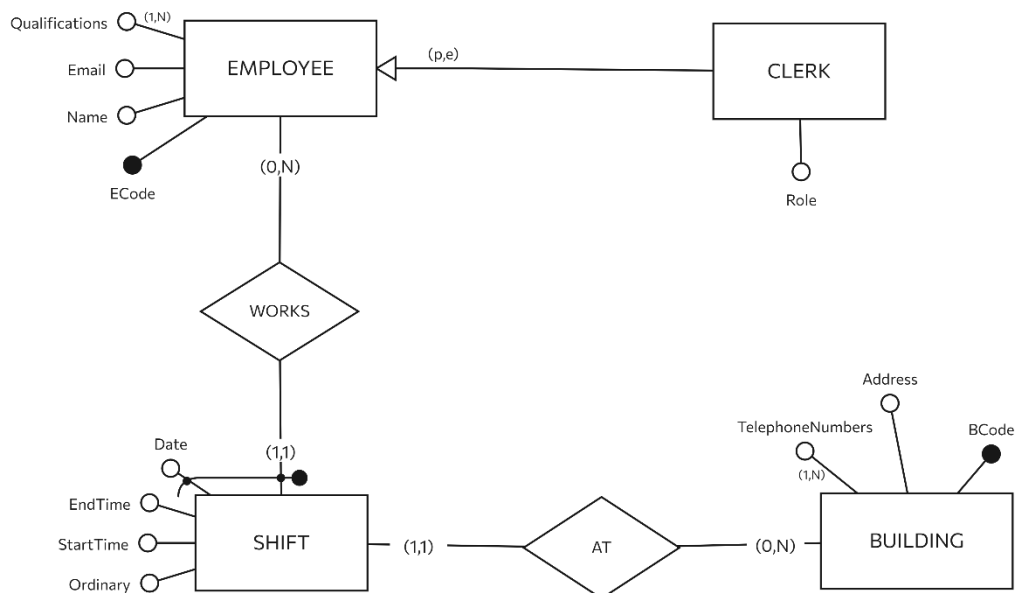 Qualifications
(1,N)
EMPLOYEE
(p,e)
CLERK
Email
Name
ECode
(0,N)
Role
WORKS
Address
TelephoneNumbers
BCode
Date
(1,1)
(1,N)
EndTime
StartTime
SHIFT
(1,1)
AT
(0,N)
BUILDING
Ordinary